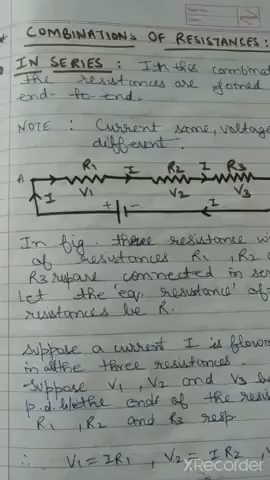 * COMBINATIONS OF RESISTANCES:
IN SERIES: In this combinat
The resistances are joined
end-to-end.
NOTE: Current same, voltage
different.
R1 I R2 I R3
A
V1 V2 V3
I + - I
In fig. three resistance w
of resistances R1, R2
R3 are connected in ser
Let the 'eq. resistance' of
resistances be R.
Suppose a current I is flowi
in all the three resistances.
Suppose V1, V2 and V3 be
p.d. b/w the ends of the resis
R1, R2 and R3 resp
∴ V1 = IR1, V2 = IR2,
XRecorder